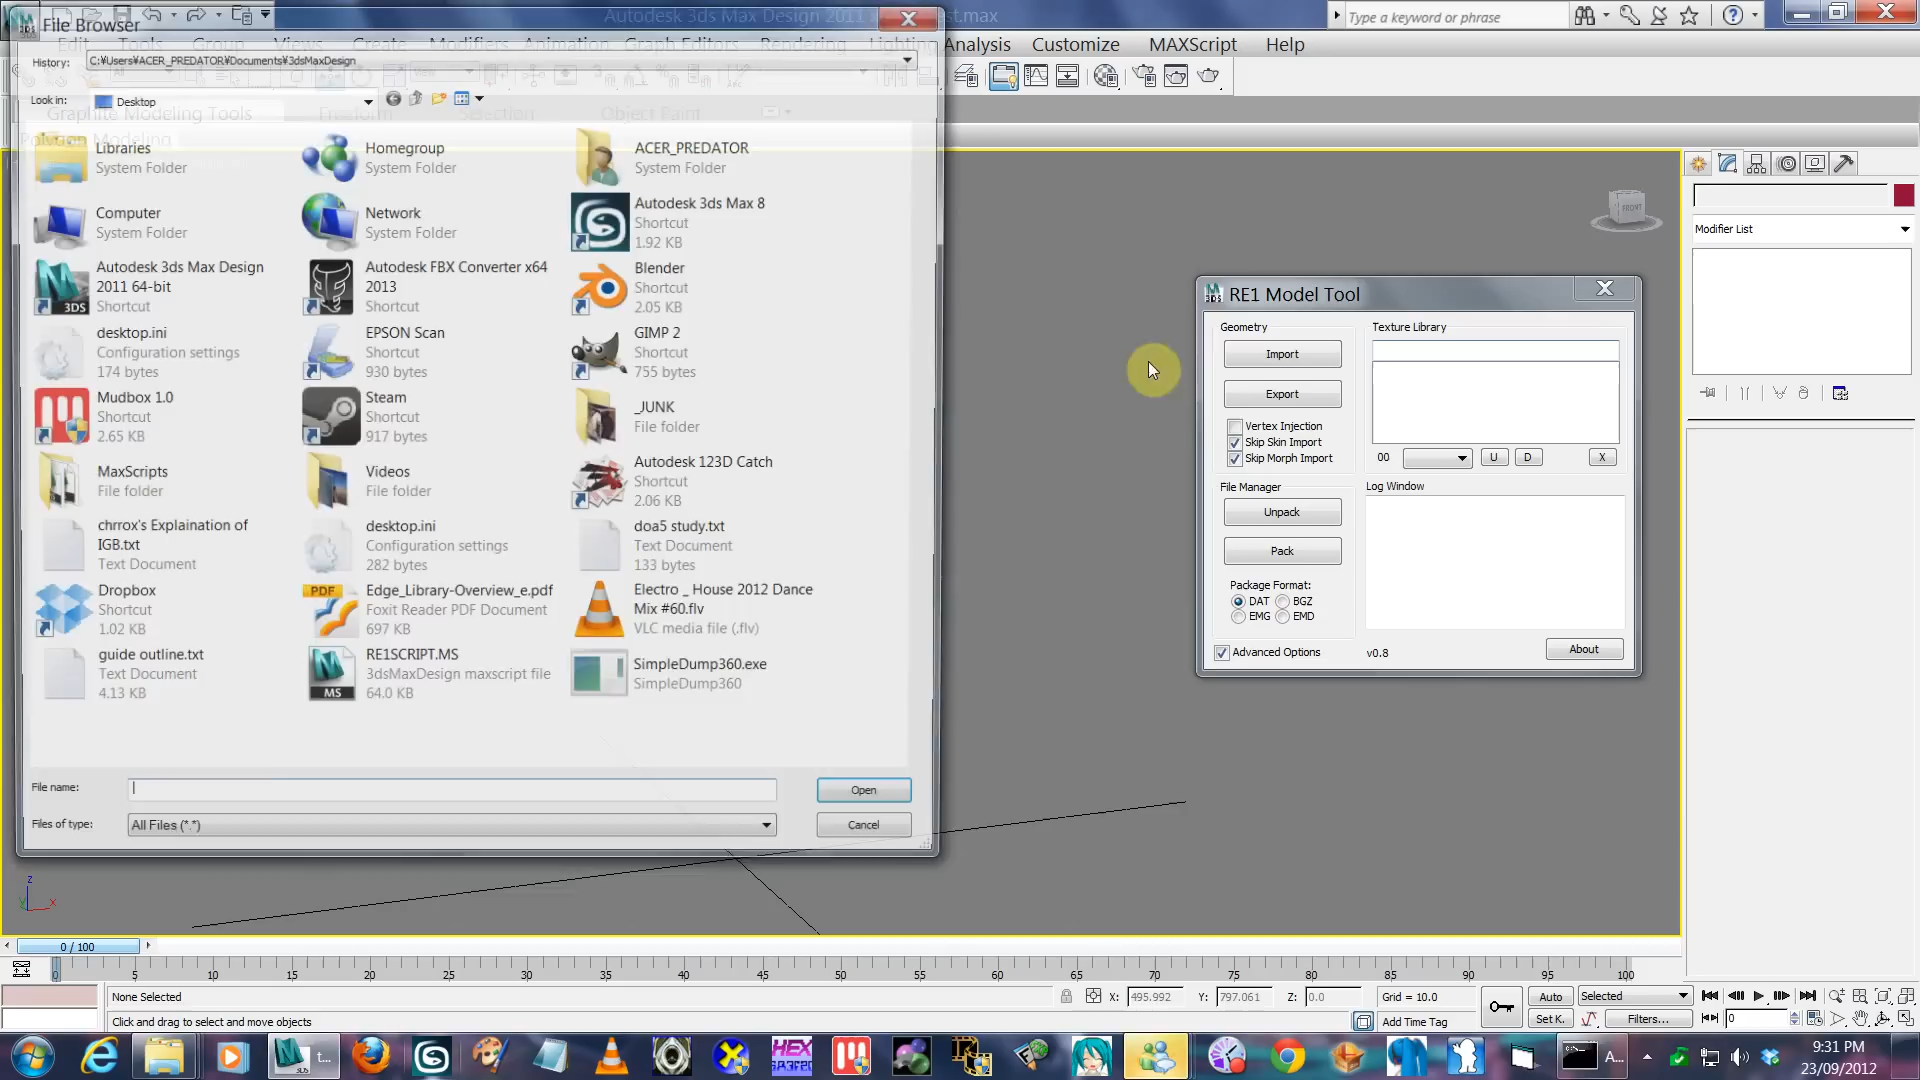 File Browser
Autodesk 3ds Max Design 2011
est.max
Type a keyword or phrase
Edit Tools Group Views Create Modifiers Animation Graph Editors Rendering Lighting Analysis Customize MAXScript Help
History: C:¥Users¥ACER_PREDATOR¥Documents¥3dsMaxDesign
Look in: Desktop
Graphite Modeling Tools Freeform Selection Object Paint
Polygon Modeling
Libraries
System Folder
Homegroup
System Folder
ACER_PREDATOR
System Folder
Computer
System Folder
Network
System Folder
Autodesk 3ds Max 8
Shortcut
1.92 KB
Autodesk 3ds Max Design
2011 64-bit
Shortcut
Autodesk FBX Converter x64
2013
Shortcut
Blender
Shortcut
2.05 KB
desktop.ini
Configuration settings
174 bytes
EPSON Scan
Shortcut
930 bytes
GIMP 2
Shortcut
755 bytes
Mudbox 1.0
Shortcut
2.65 KB
Steam
Shortcut
917 bytes
_JUNK
File folder
MaxScripts
File folder
Videos
File folder
Autodesk 123D Catch
Shortcut
2.06 KB
chrrox's Explaination of
IGB.txt
Text Document
desktop.ini
Configuration settings
282 bytes
doa5 study.txt
Text Document
133 bytes
Dropbox
Shortcut
1.02 KB
PDF
Edge_Library-Overview_e.pdf
Foxit Reader PDF Document
697 KB
Electro _ House 2012 Dance
Mix #60.flv
VLC media file (.flv)
guide outline.txt
Text Document
4.13 KB
MS
RE1SCRIPT.MS
3dsMaxDesign maxscript file
64.0 KB
SimpleDump360.exe
SimpleDump360
File name:
Open
Files of type: All Files (*.*)
Cancel
FRONT
Modifier List
RE1 Model Tool
Geometry
Import
Export
Vertex Injection
Skip Skin Import
Skip Morph Import
Texture Library
00 U D X
File Manager
Unpack
Pack
Log Window
Package Format:
DAT BGZ
EMG EMD
Advanced Options
v0.8
About
z
y x
0 / 100
0 5 10 15 20 25 30 35 40 45 50 55 60 65 70 75 80 85 90 95 100
None Selected
X: 495.992 Y: 797.061 Z: 0.0
Grid = 10.0
Auto Selected
Click and drag to select and move objects
Add Time Tag
Set K. Filters... 0
t...
HEX
A...
9:31 PM
23/09/2012